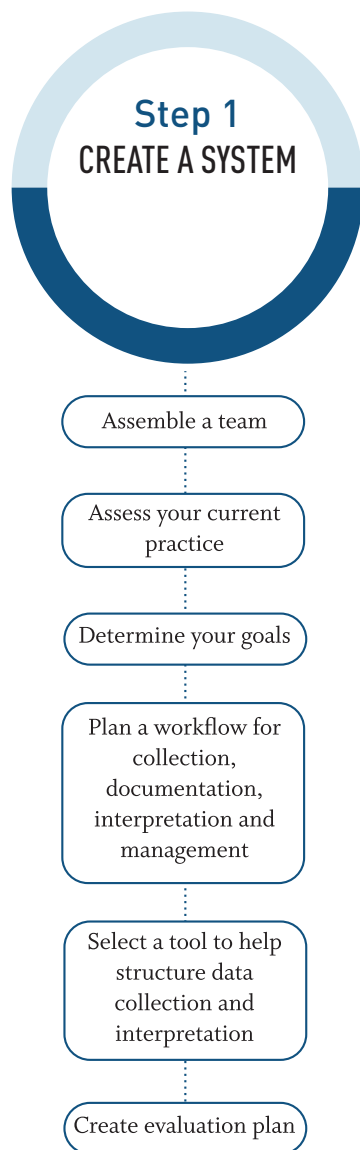 Step 1
CREATE A SYSTEM
Assemble a team
Assess your current
practice
Determine your goals
Plan a workflow for
collection,
documentation,
interpretation and
management
Select a tool to help
structure data
collection and
interpretation
Create evaluation plan